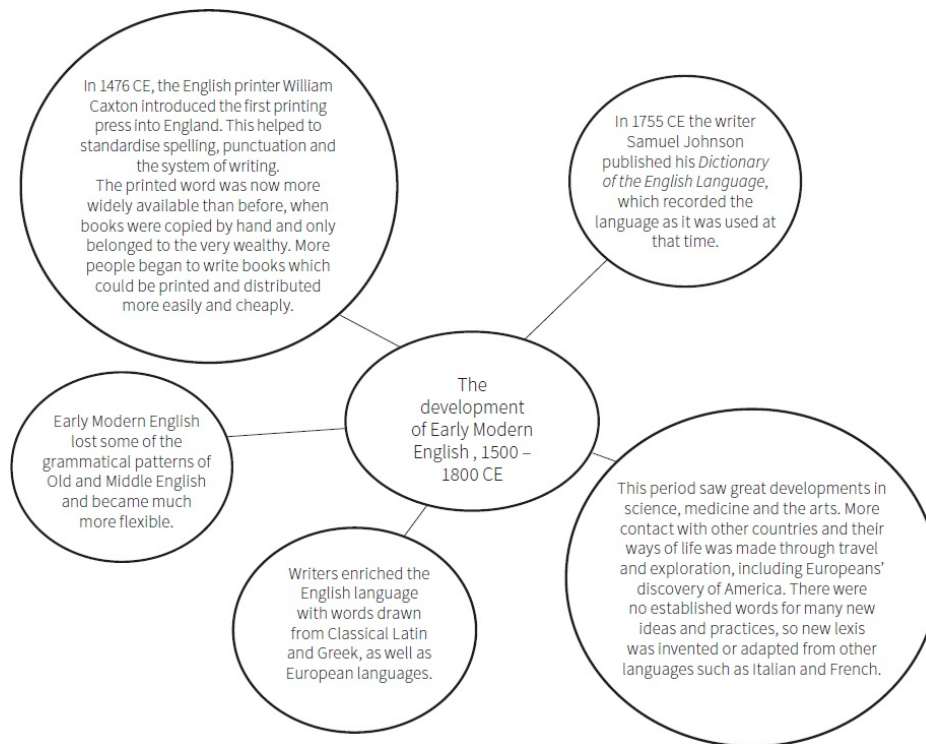 In 1476 CE, the English printer William
Caxton introduced the first printing
press into England. This helped to
standardise spelling, punctuation and
the system of writing.
The printed word was now more
widely available than before, when
books were copied by hand and only
belonged to the very wealthy. More
people began to write books which
could be printed and distributed
more easily and cheaply.
In 1755 CE the writer
Samuel Johnson
published his Dictionary
of the English Language,
which recorded the
language as it was used at
that time.
The
development
of Early Modern
English , 1500 –
1800 CE
Early Modern English
lost some of the
grammatical patterns of
Old and Middle English
and became much
more flexible.
Writers enriched the
English language
with words drawn
from Classical Latin
and Greek, as well as
European languages.
This period saw great developments in
science, medicine and the arts. More
contact with other countries and their
ways of life was made through travel
and exploration, including Europeans’
discovery of America. There were
no established words for many new
ideas and practices, so new lexis
was invented or adapted from other
languages such as Italian and French.